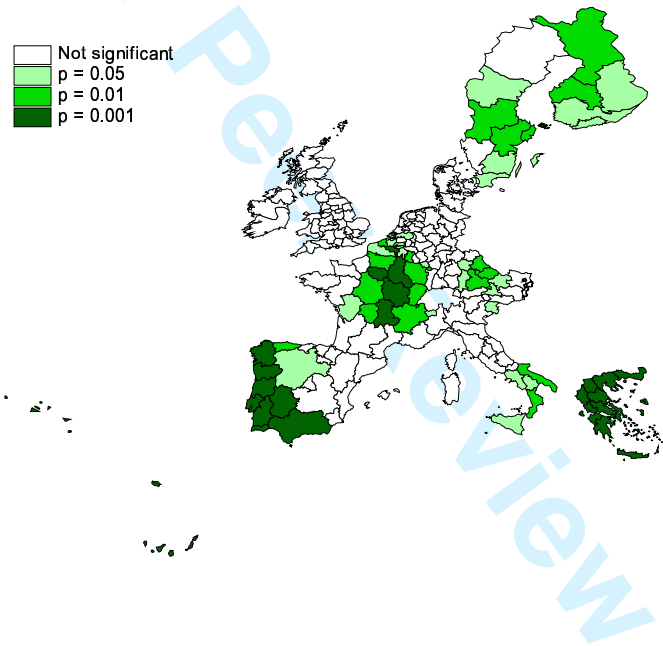 Not significant
p = 0.05
p = 0.01
p = 0.001
Peer Review